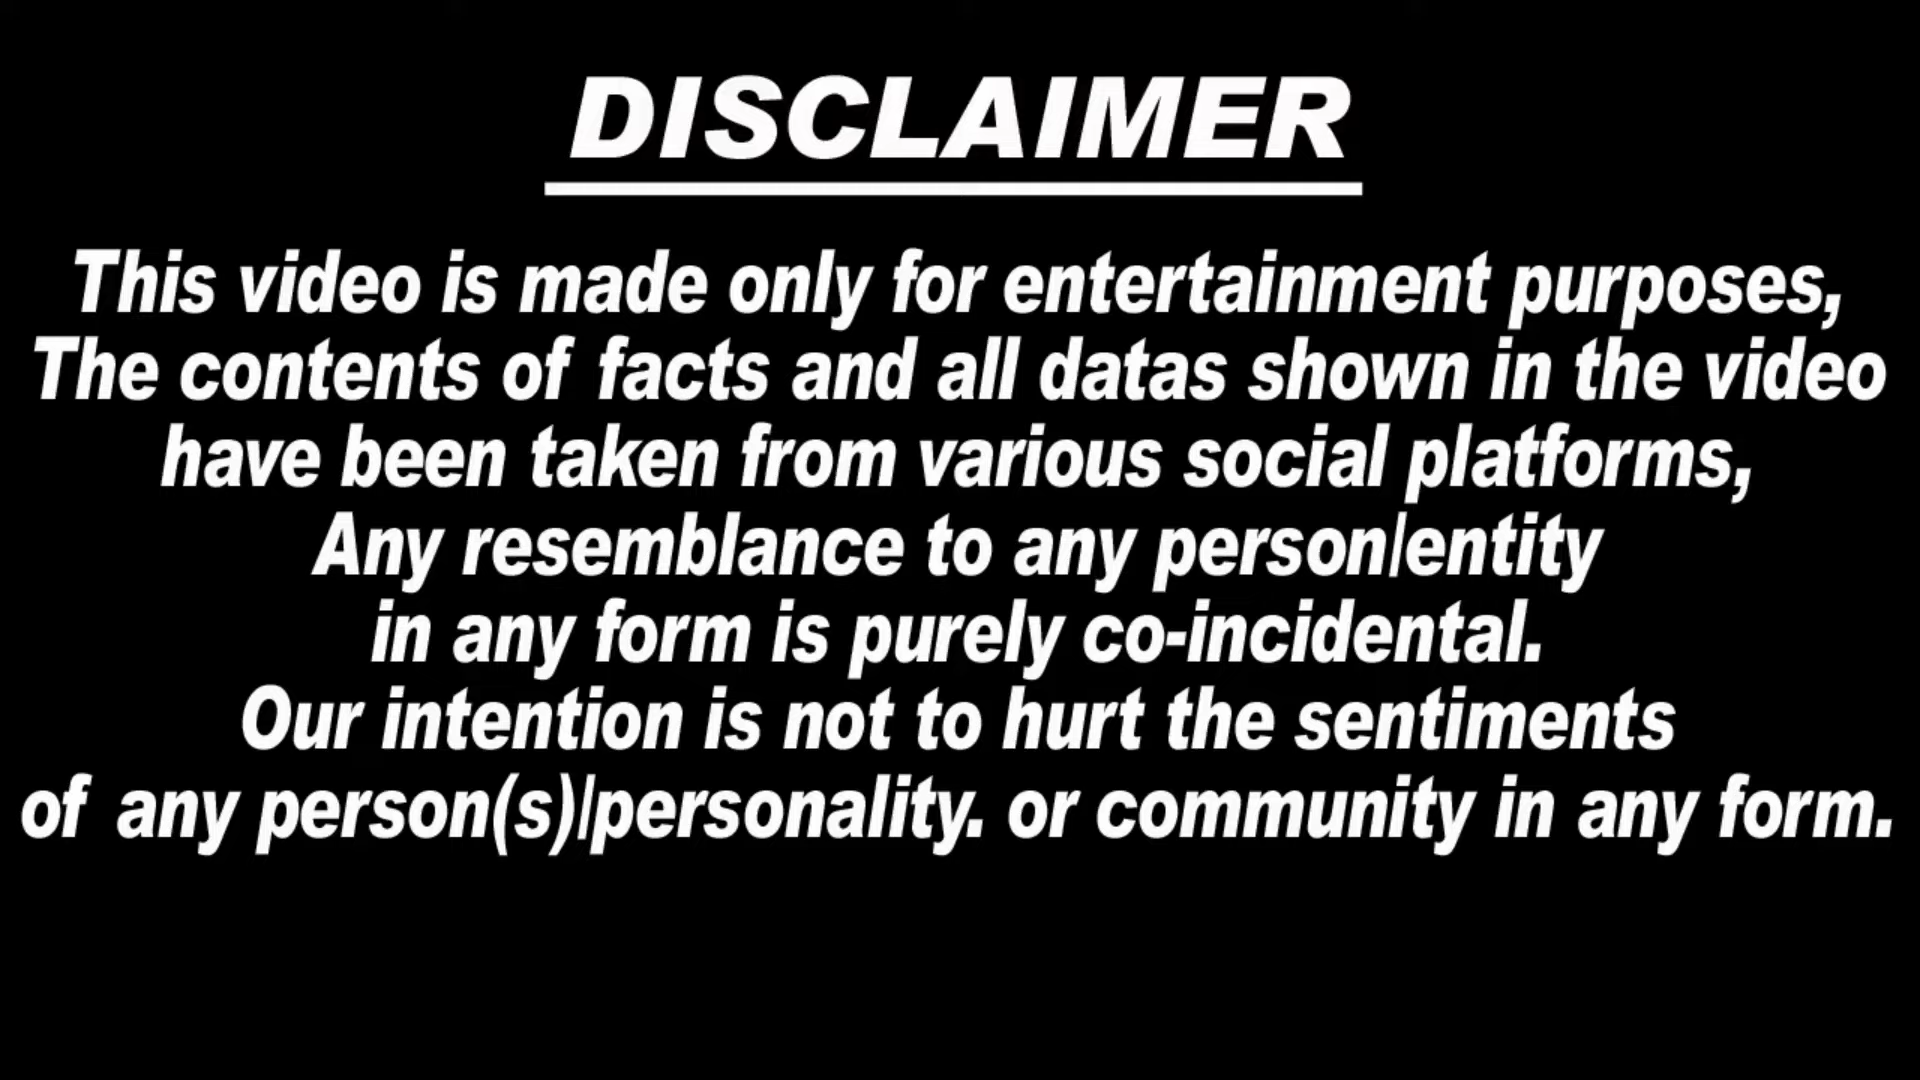 DISCLAIMER
This video is made only for entertainment purposes,
The contents of facts and all datas shown in the video
have been taken from various social platforms,
Any resemblance to any person/entity
in any form is purely co-incidental.
Our intention is not to hurt the sentiments
of any person(s)/personality. or community in any form.